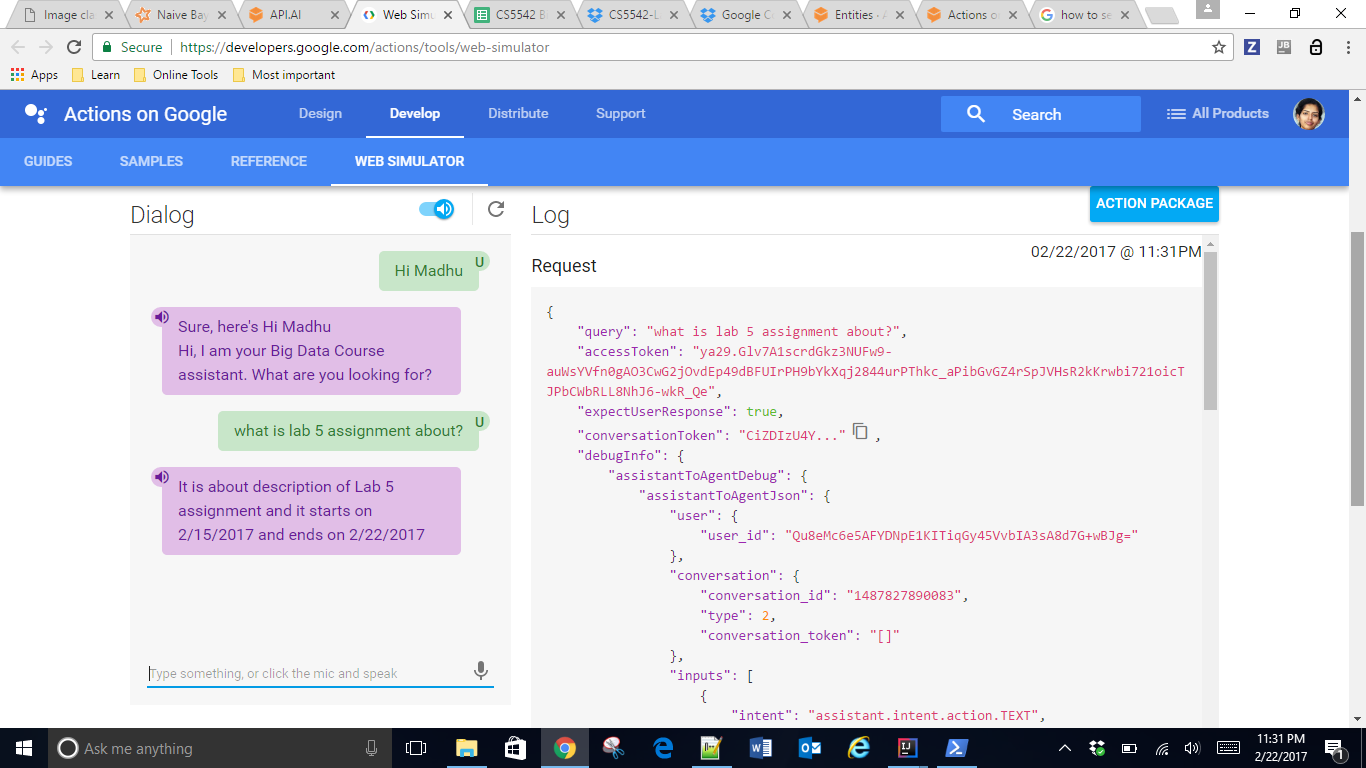 Image cla
Naive Bay
API.AI
Web Simu
CS5542 B
CS5542-L
Google C
Entities · A
Actions o
how to se
Secure https://developers.google.com/actions/tools/web-simulator
Z JB
Apps Learn Online Tools Most important
Actions on Google Design Develop Distribute Support Search All Products
GUIDES SAMPLES REFERENCE WEB SIMULATOR
Dialog
Hi Madhu U
Sure, here's Hi Madhu
Hi, I am your Big Data Course
assistant. What are you looking for?
what is lab 5 assignment about? U
It is about description of Lab 5
assignment and it starts on
2/15/2017 and ends on 2/22/2017
Type something, or click the mic and speak
Log
ACTION PACKAGE
02/22/2017 @ 11:31PM
Request
{
"query": "what is lab 5 assignment about?",
"accessToken": "ya29.Glv7A1scrdGkz3NUFw9-
auWsYVfn0gAO3CwG2jOvdEp49dBFUIrPH9bYkXqj2844urPThkc_aPibGvGZ4rSpJVHsR2kKrwbi721oicT
JPbCWbRLL8NhJ6-wkR_Qe",
"expectUserResponse": true,
"conversationToken": "CiZDIzU4Y..." ,
"debugInfo": {
"assistantToAgentDebug": {
"assistantToAgentJson": {
"user": {
"user_id": "Qu8eMc6e5AFYDNpE1KITiqGy45VvbIA3sA8d7G+wBJg="
},
"conversation": {
"conversation_id": "1487827890083",
"type": 2,
"conversation_token": "[]"
},
"inputs": [
{
"intent": "assistant.intent.action.TEXT",
Ask me anything
11:31 PM
2/22/2017
1